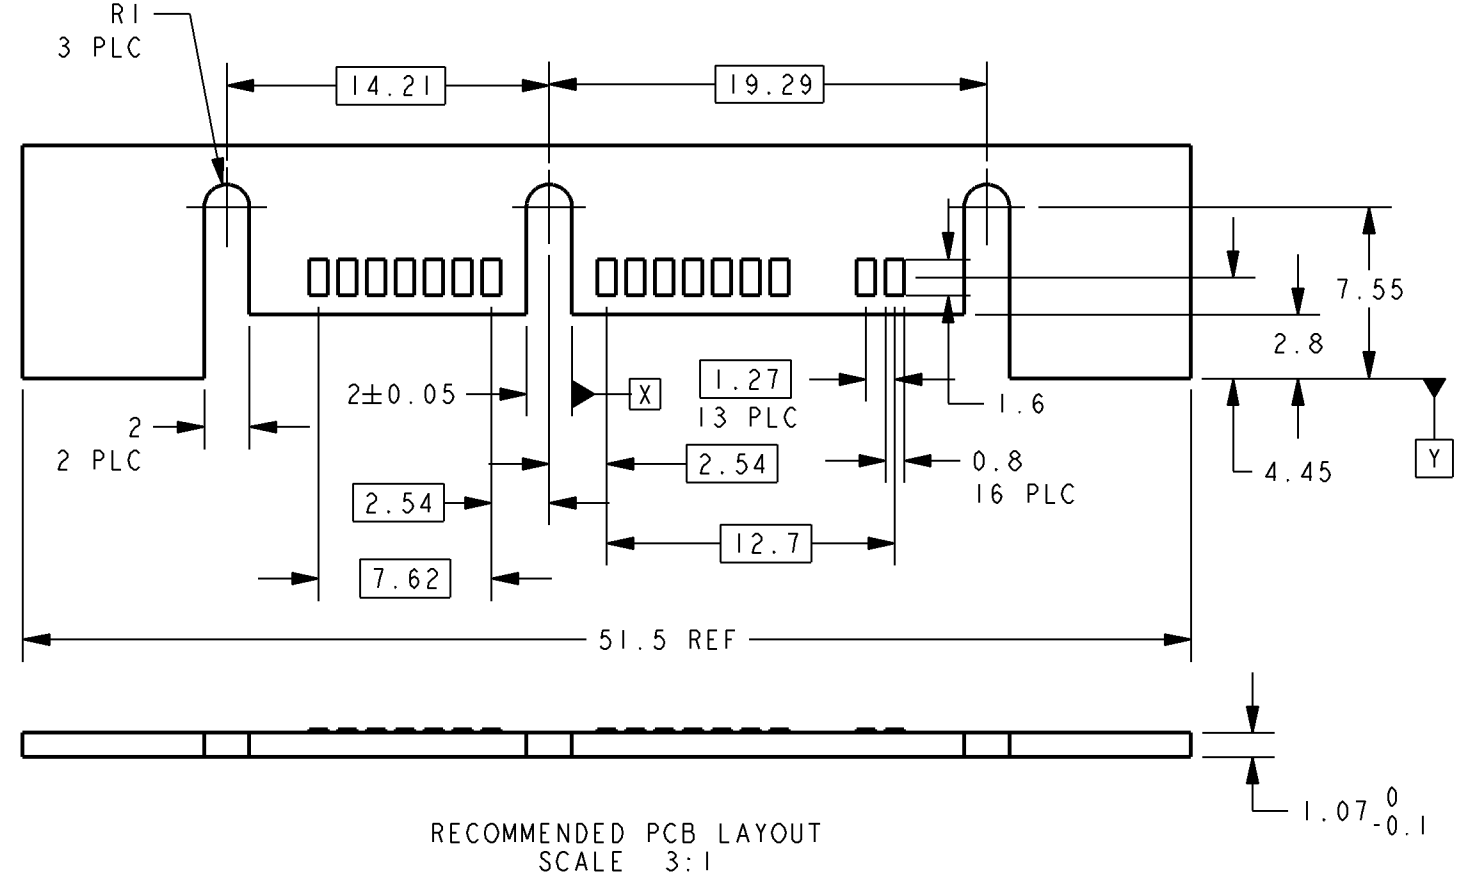 R1
3 PLC
14.21
19.29
7.55
2.8
2±0.05
X
1.27
13 PLC
1.6
2
2 PLC
2.54
0.8
16 PLC
4.45
Y
2.54
12.7
7.62
51.5 REF
1.07 0 -0.1
RECOMMENDED PCB LAYOUT
SCALE 3:1